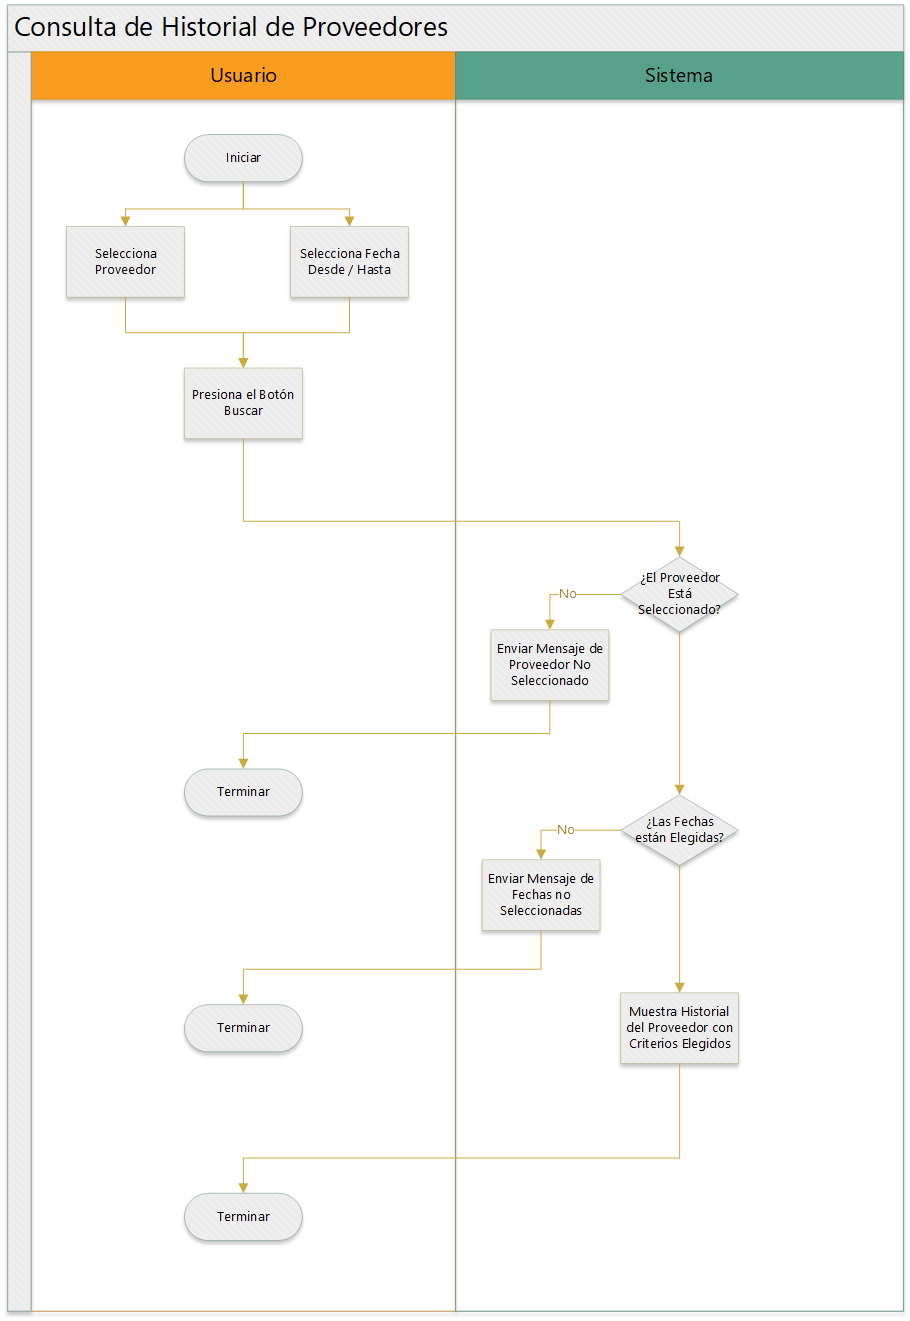 Consulta de Historial de Proveedores
Usuario
Sistema
Iniciar
Selecciona
Proveedor
Selecciona Fecha
Desde / Hasta
Presiona el Botón
Buscar
¿El Proveedor
Está
Seleccionado?
No
Enviar Mensaje de
Proveedor No
Seleccionado
Terminar
¿Las Fechas
están Elegidas?
No
Enviar Mensaje de
Fechas no
Seleccionadas
Muestra Historial
del Proveedor con
Criterios Elegidos
Terminar
Terminar